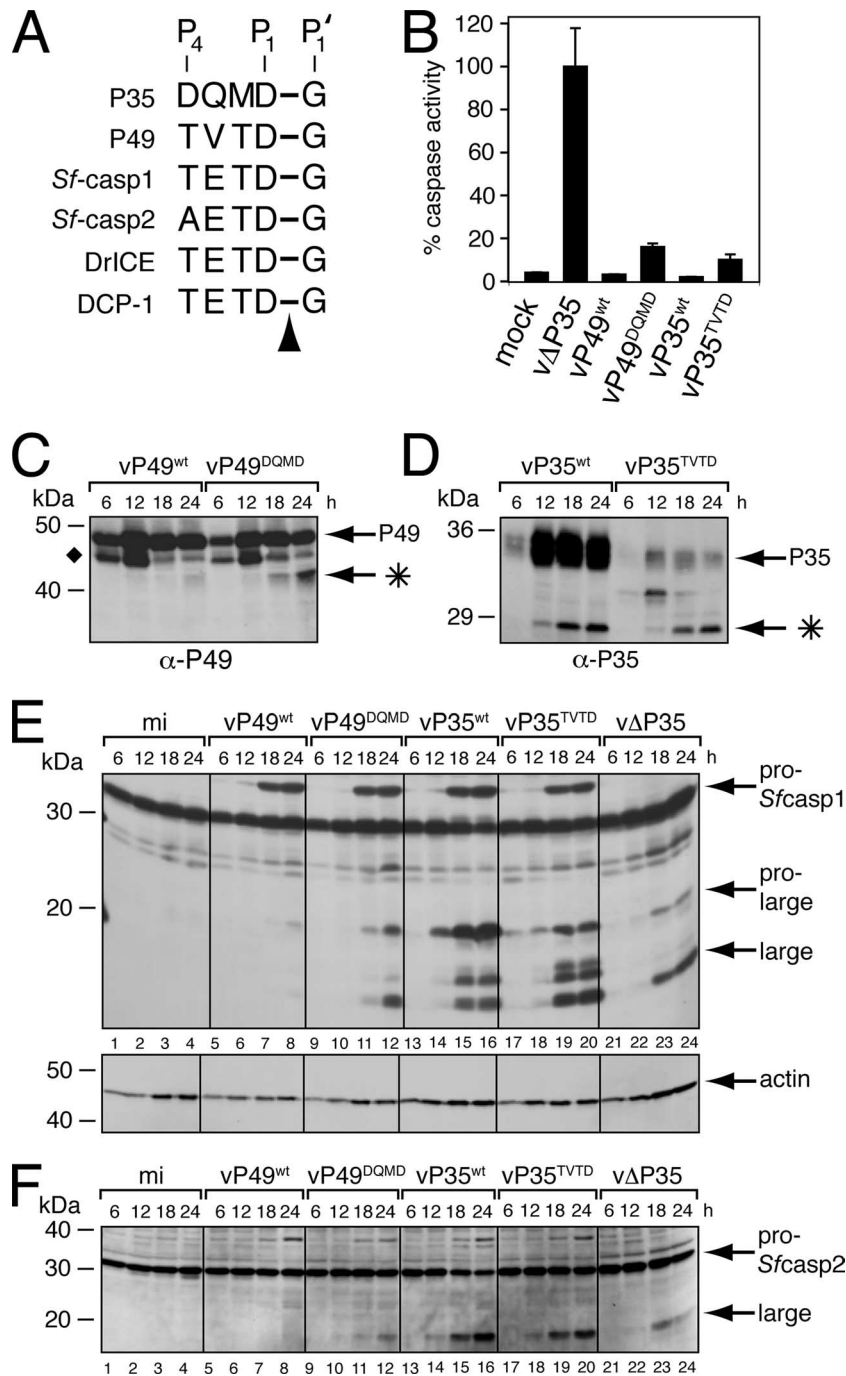 A
P4 P1 P1′
P35 DQMD–G
P49 TVTD–G
Sf-casp1 TETD–G
Sf-casp2 AETD–G
DrICE TETD–G
DCP-1 TETD–G
B
% caspase activity
120
100
80
60
40
20
0
mock
vΔP35
vP49wt
vP49DQMD
vP35wt
vP35TVTD
C
vP49wt vP49DQMD
kDa 6 12 18 24 6 12 18 24 h
50
P49
40
α-P49
D
vP35wt vP35TVTD
kDa 6 12 18 24 6 12 18 24 h
36
P35
29
α-P35
E
mi vP49wt vP49DQMD vP35wt vP35TVTD vΔP35
kDa 6 12 18 24 6 12 18 24 6 12 18 24 6 12 18 24 6 12 18 24 6 12 18 24 h
pro-
Sfcasp1
30
pro-
large
20
large
1 2 3 4 5 6 7 8 9 10 11 12 13 14 15 16 17 18 19 20 21 22 23 24
50
actin
40
F
mi vP49wt vP49DQMD vP35wt vP35TVTD vΔP35
kDa 6 12 18 24 6 12 18 24 6 12 18 24 6 12 18 24 6 12 18 24 6 12 18 24 h
40
pro-
Sfcasp2
30
large
20
1 2 3 4 5 6 7 8 9 10 11 12 13 14 15 16 17 18 19 20 21 22 23 24